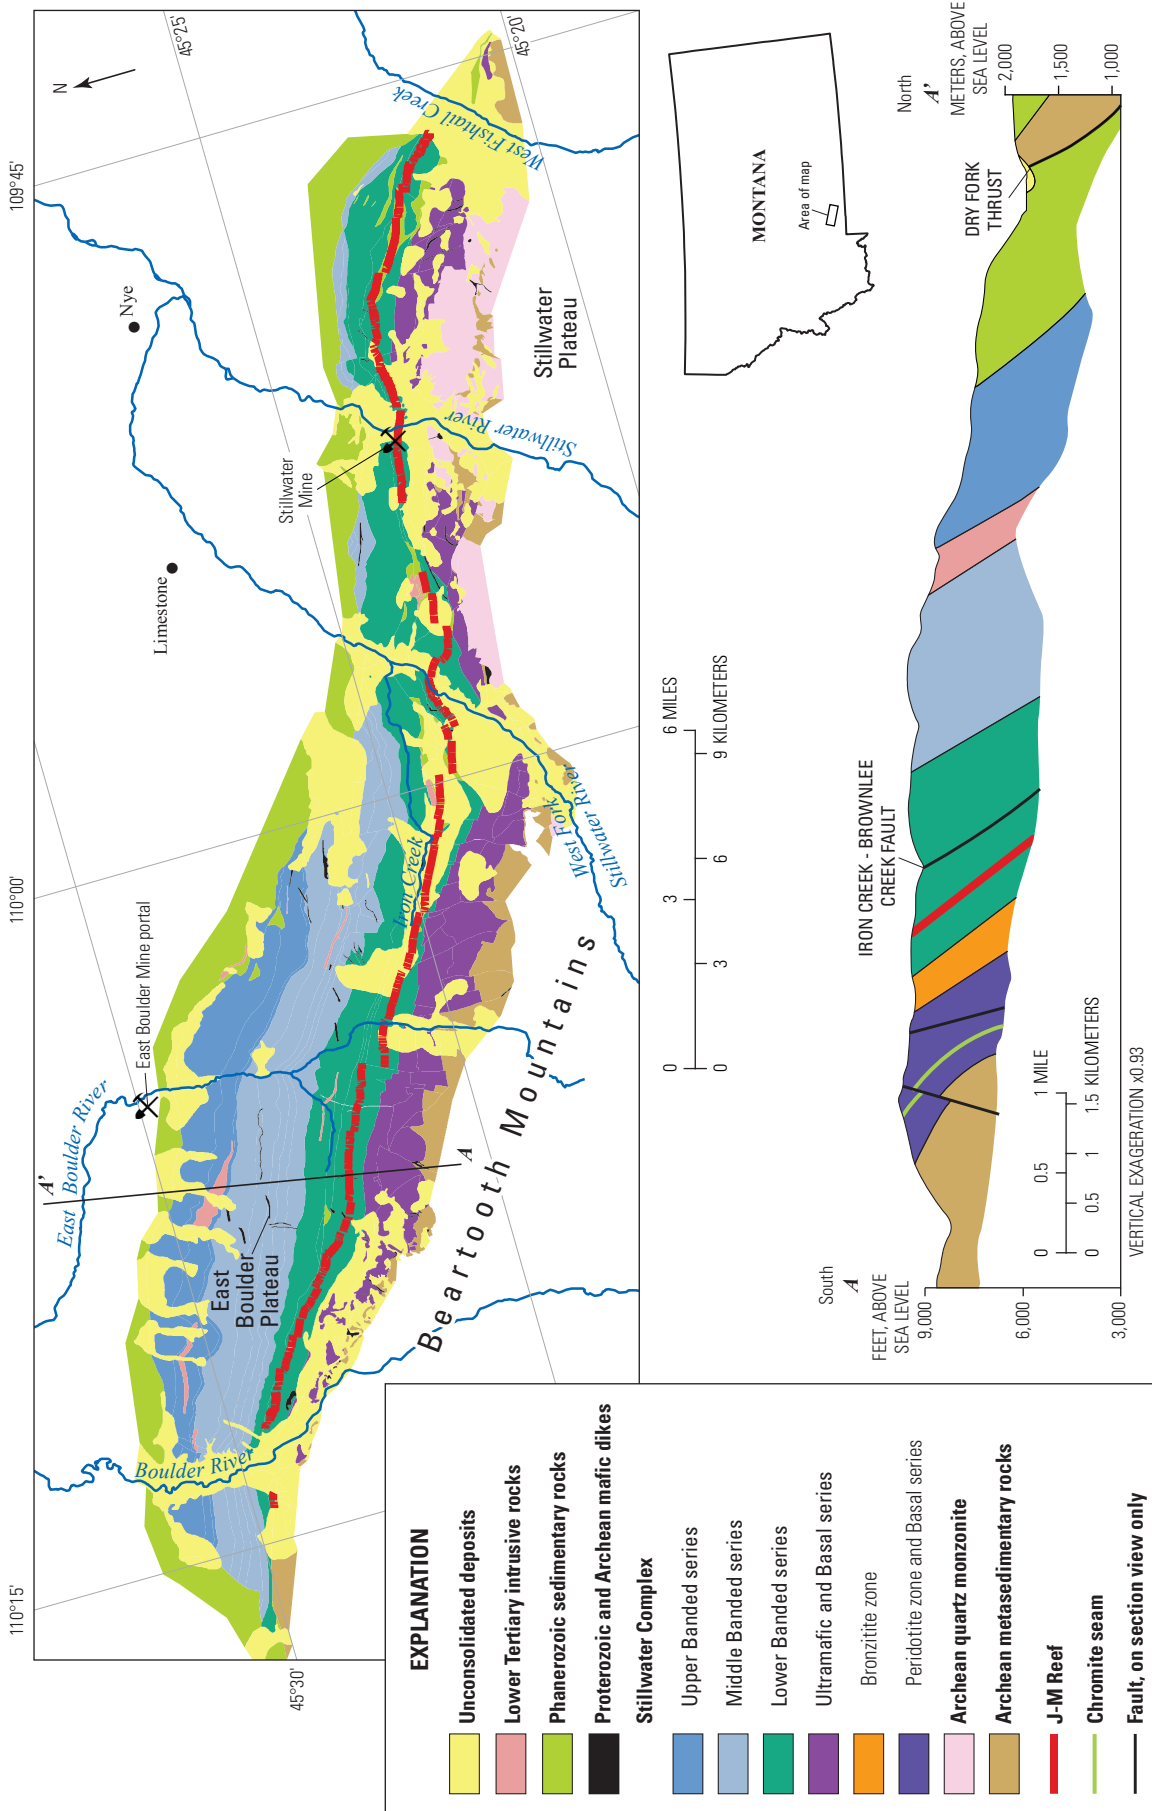 110°15'
110°00'
109°45'
45°25'
45°20'
45°30'
N
Nye
Limestone
Stillwater
Mine
East Boulder Mine portal
East Boulder River
Boulder River
Iron Creek
West Fork
Stillwater River
Stillwater River
West Fishtail Creek
Stillwater
Plateau
East
Boulder
Plateau
Beartooth Mountains
A'
A
0 3 6 MILES
0 3 6 9 KILOMETERS
MONTANA
Area of map
EXPLANATION
Unconsolidated deposits
Lower Tertiary intrusive rocks
Phanerozoic sedimentary rocks
Proterozoic and Archean mafic dikes
Stillwater Complex
Upper Banded series
Middle Banded series
Lower Banded series
Ultramafic and Basal series
Bronzitite zone
Peridotite zone and Basal series
Archean quartz monzonite
Archean metasedimentary rocks
J-M Reef
Chromite seam
Fault, on section view only
South
A
FEET, ABOVE
SEA LEVEL
9,000
6,000
3,000
IRON CREEK - BROWNLEE
CREEK FAULT
DRY FORK
THRUST
North
A'
METERS, ABOVE
SEA LEVEL
2,000
1,500
1,000
0 0.5 1 MILE
0 0.5 1 1.5 KILOMETERS
VERTICAL EXAGERATION x0.93